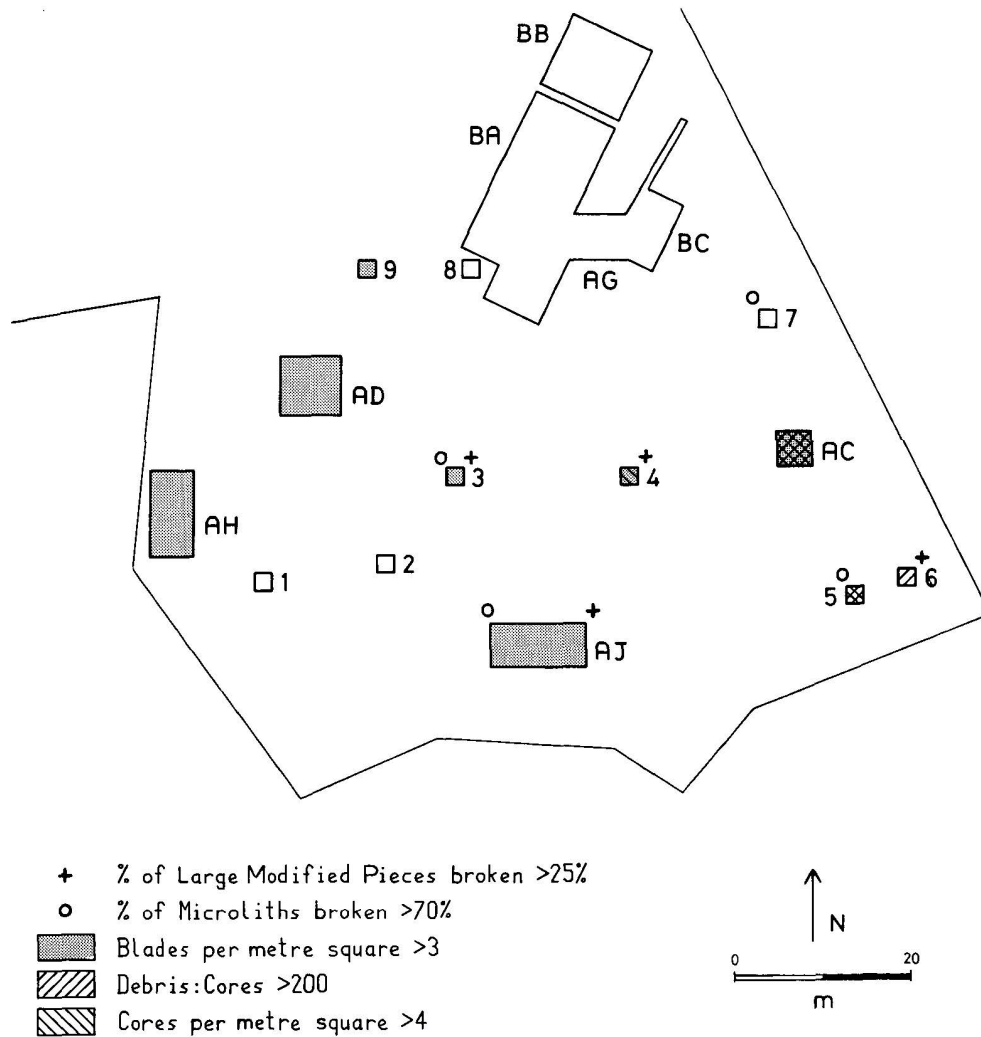 BB
BA
BC
9
8
AG
7
AD
3
4
AC
AH
1
2
5
6
AJ
+ % of Large Modified Pieces broken >25%
o % of Microliths broken >70%
Blades per metre square >3
Debris:Cores >200
Cores per metre square >4
N
0 20
m